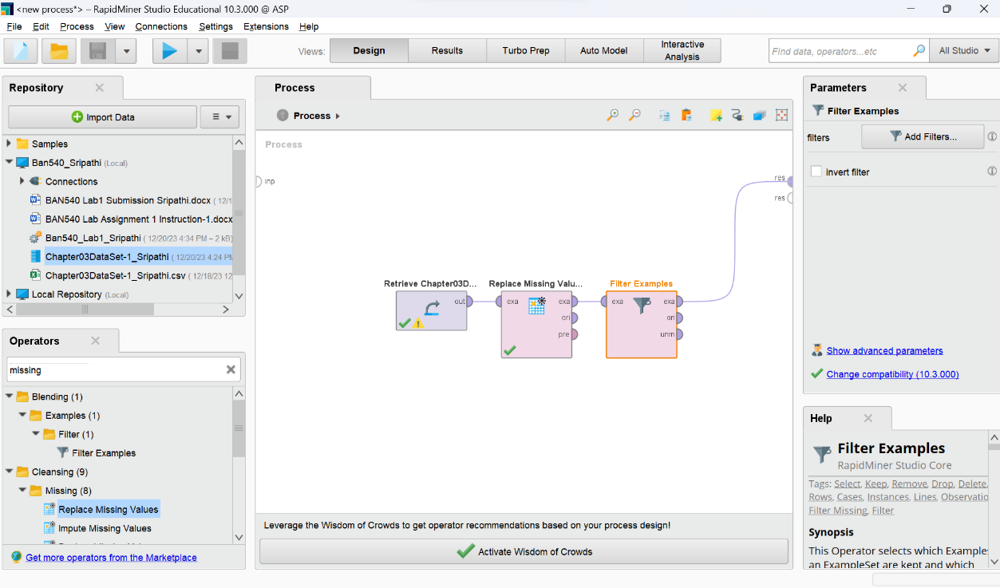 <new process*> – RapidMiner Studio Educational 10.3.000 @ ASP
File Edit Process View Connections Settings Extensions Help
Views: Design Results Turbo Prep Auto Model Interactive Analysis Find data, operators...etc All Studio
Repository
Import Data
Samples
Ban540_Sripathi (Local)
Connections
BAN540 Lab1 Submission Sripathi.docx ( 12/1
BAN540 Lab Assignment 1 Instruction-1.docx
Ban540_Lab1_Sripathi ( 12/20/23 4:34 PM – 2 kB)
Chapter03DataSet-1_Sripathi ( 12/20/23 4:24 PM
Chapter03DataSet-1_Sripathi.csv ( 12/18/23 12
Local Repository (Local)
Operators
missing
Blending (1)
Examples (1)
Filter (1)
Filter Examples
Cleansing (9)
Missing (8)
Replace Missing Values
Impute Missing Values
Get more operators from the Marketplace
Process
Process
Process
inp
res
res
Retrieve Chapter03D... Replace Missing Valu... Filter Examples
out exa exa exa exa
ori ori
pre unm
Leverage the Wisdom of Crowds to get operator recommendations based on your process design!
Activate Wisdom of Crowds
Parameters
Filter Examples
filters Add Filters...
invert filter
Show advanced parameters
Change compatibility (10.3.000)
Help
Filter Examples
RapidMiner Studio Core
Tags: Select, Keep, Remove, Drop, Delete,
Rows, Cases, Instances, Lines, Observatio
Filter Missing, Filter
Synopsis
This Operator selects which Example
an ExampleSet are kept and which